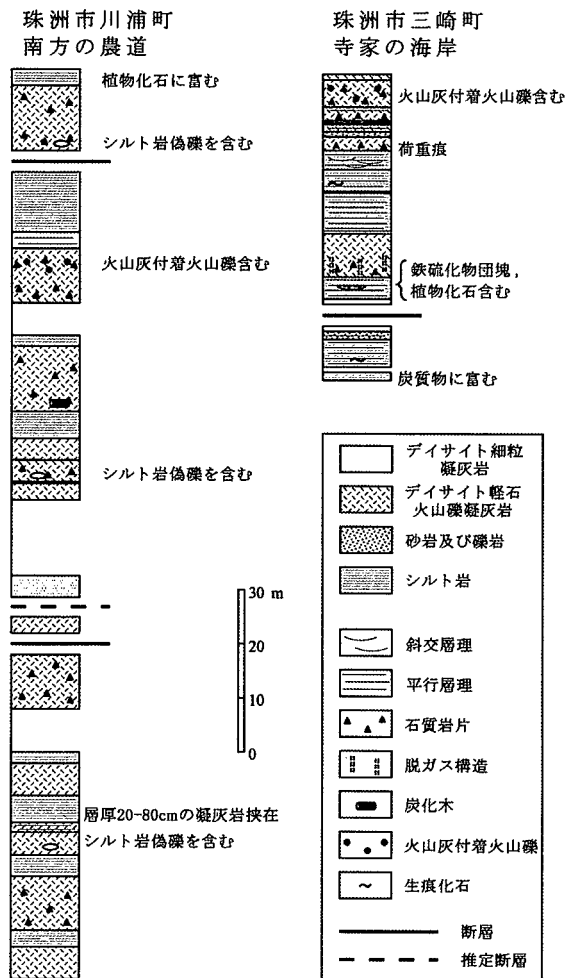 珠洲市川浦町
南方の農道
植物化石に富む
シルト岩偽礫を含む
火山灰付着火山礫含む
シルト岩偽礫を含む
30 m
20
10
0
層厚20-80cmの凝灰岩挟在
シルト岩偽礫を含む
珠洲市三崎町
寺家の海岸
火山灰付着火山礫含む
荷重痕
鉄硫化物団塊,
植物化石含む
炭質物に富む
デイサイト細粒
凝灰岩
デイサイト軽石
火山礫凝灰岩
砂岩及び礫岩
シルト岩
斜交層理
平行層理
石質岩片
脱ガス構造
炭化木
火山灰付着火山礫
生痕化石
断層
推定断層